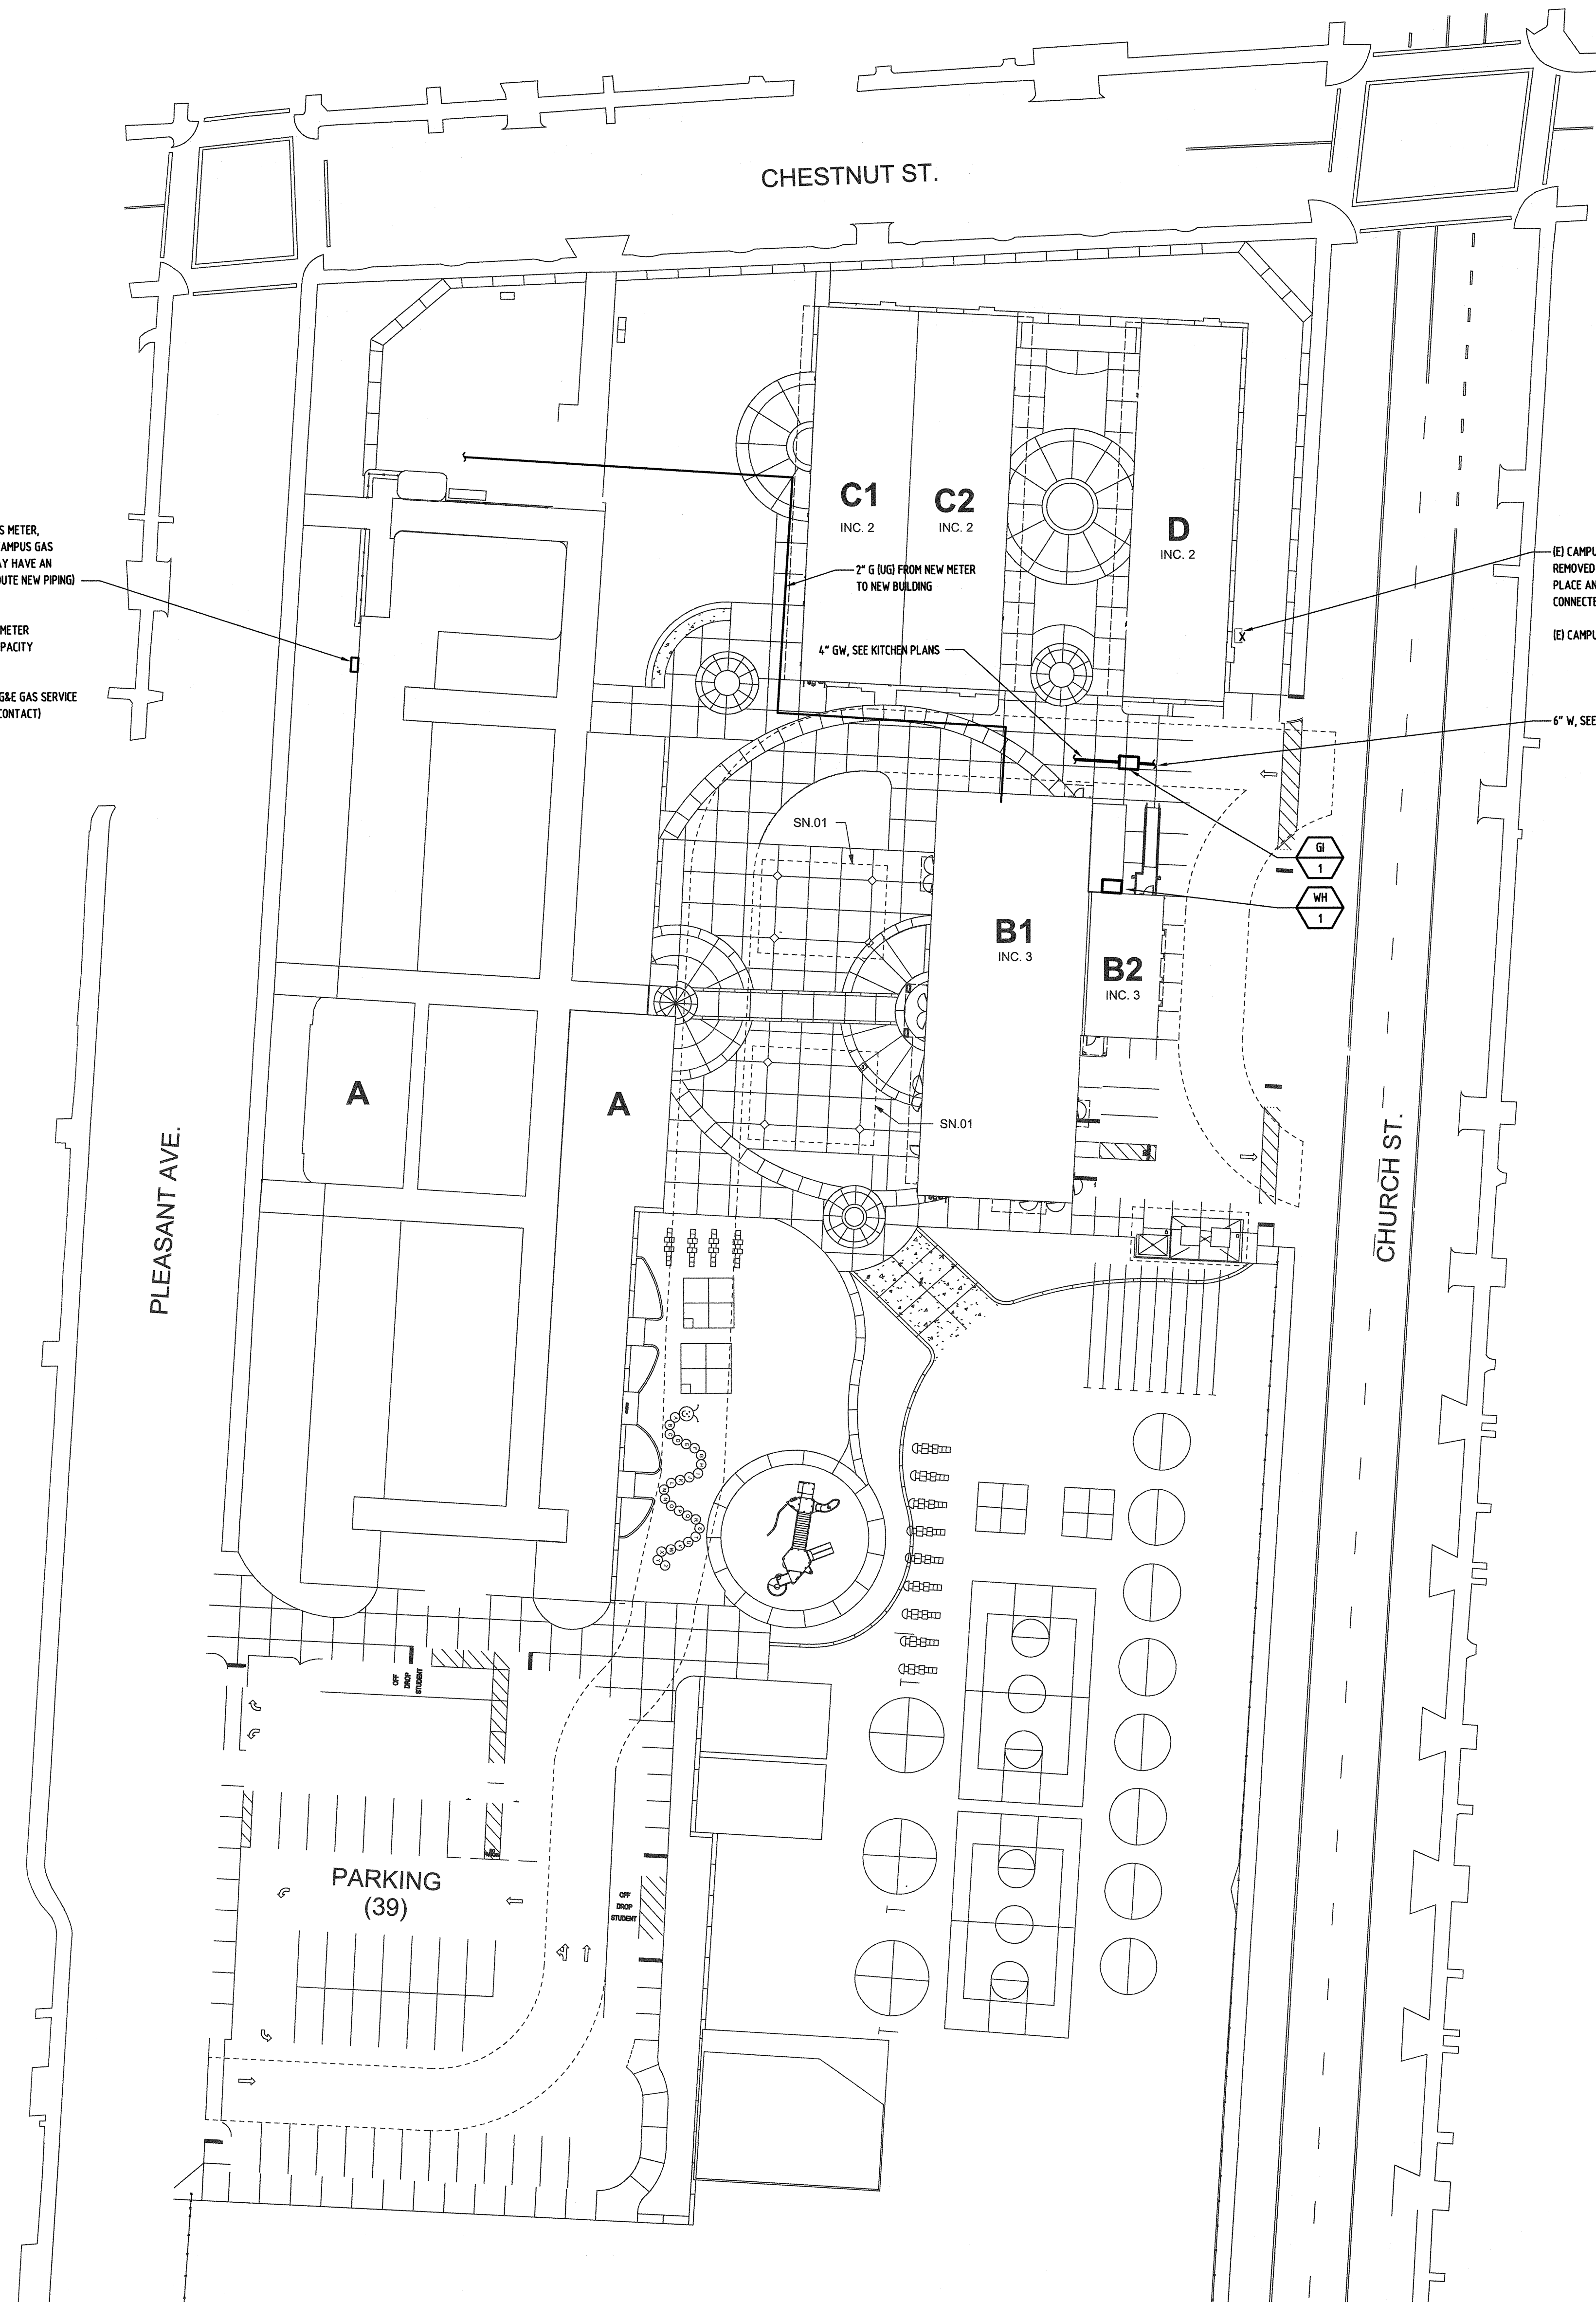 CHESTNUT ST.
C1
INC. 2
C2
INC. 2
D
INC. 2
S METER,
AMPUS GAS
AY HAVE AN
OUTE NEW PIPING)
METER
PACITY
G&E GAS SERVICE
CONTACT)
2" G (UG) FROM NEW METER
TO NEW BUILDING
4" GW, SEE KITCHEN PLANS
(E) CAMPU
REMOVED
PLACE AN
CONNECTE
(E) CAMPU
6" W, SEE
SN.01
GI
1
WH
1
B1
INC. 3
B2
INC. 3
A
A
SN.01
PLEASANT AVE.
CHURCH ST.
OFF
DROP
STUDENT
PARKING
(39)
OFF
DROP
STUDENT